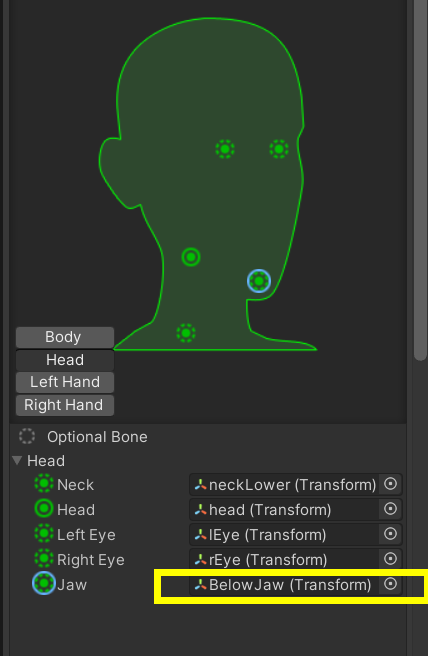 Body
Head
Left Hand
Right Hand
Optional Bone
Head
Neck neckLower (Transform)
Head head (Transform)
Left Eye lEye (Transform)
Right Eye rEye (Transform)
Jaw BelowJaw (Transform)